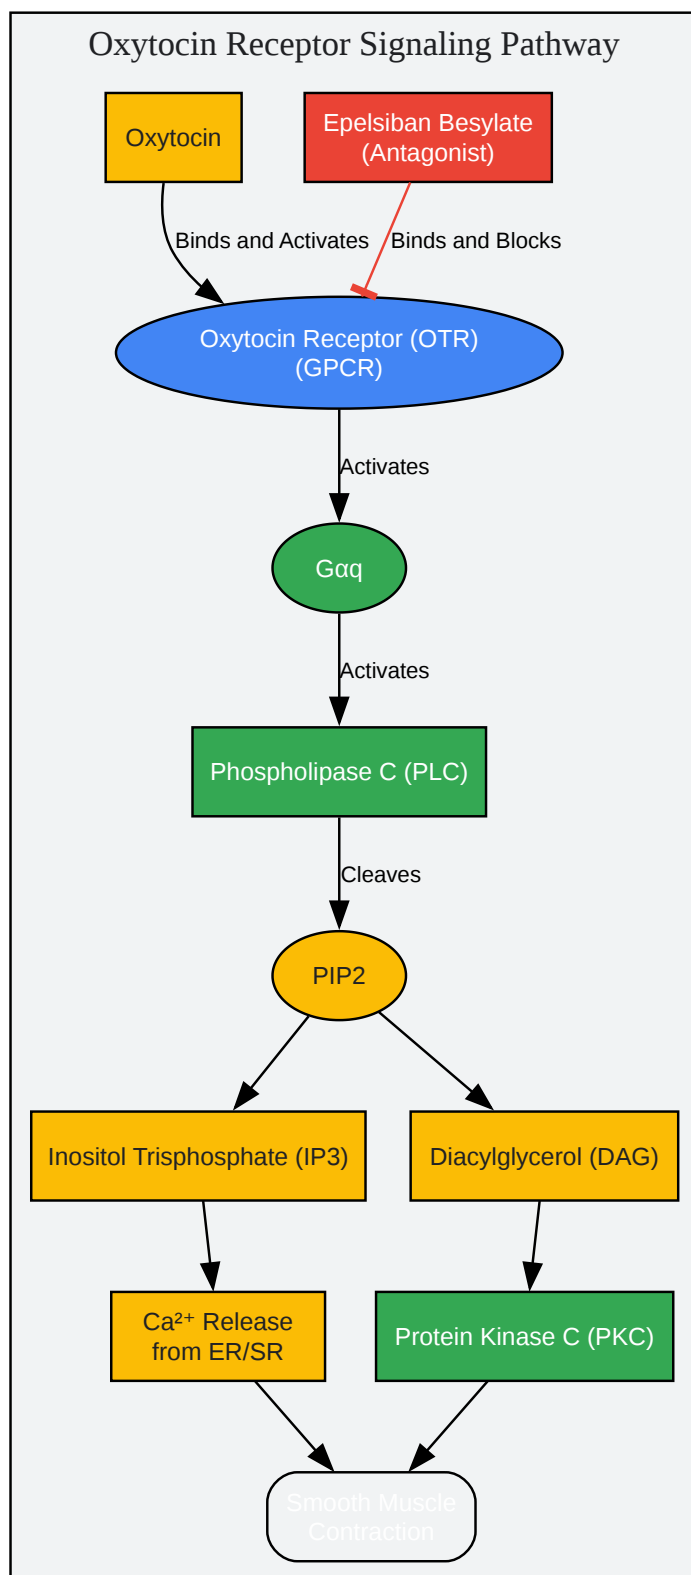 Oxytocin Receptor Signaling Pathway
Oxytocin
Epelsiban Besylate
(Antagonist)
Binds and Activates
Binds and Blocks
Oxytocin Receptor (OTR)
(GPCR)
Activates
Gαq
Activates
Phospholipase C (PLC)
Cleaves
PIP2
Inositol Trisphosphate (IP3)
Diacylglycerol (DAG)
Ca²⁺ Release
from ER/SR
Protein Kinase C (PKC)
Smooth Muscle
Contraction